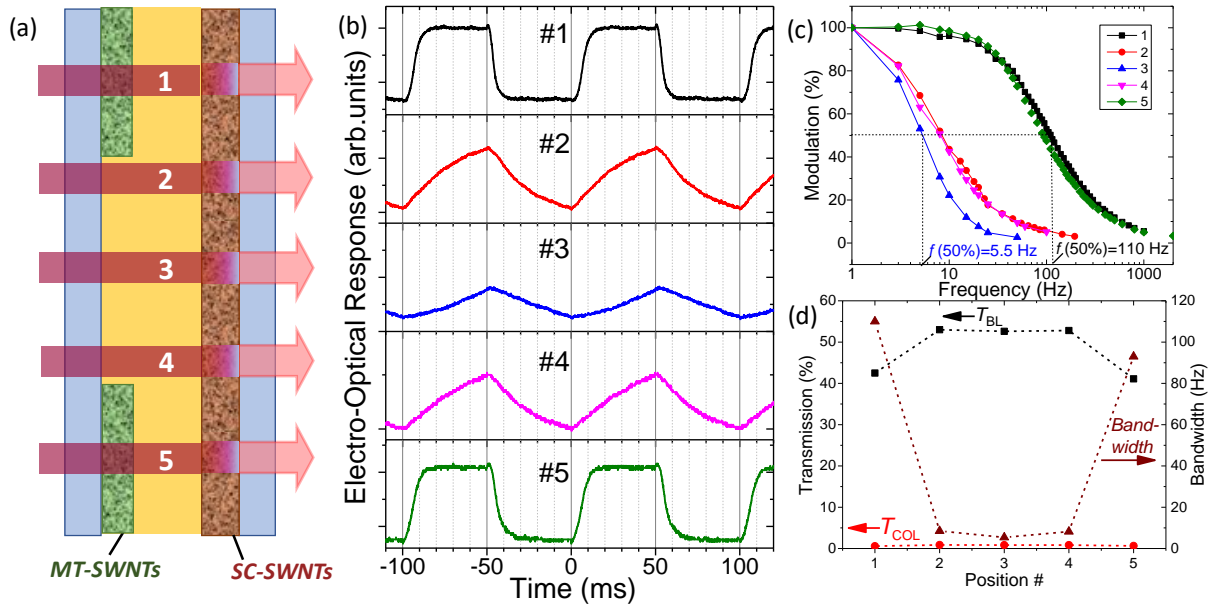 (a)
1
2
3
4
5
MT-SWNTs
SC-SWNTs
(b)
Electro-Optical Response (arb.units)
#1
#2
#3
#4
#5
-100 -50 0 50 100
Time (ms)
(c)
Modulation (%)
100
80
60
40
20
0
1
2
3
4
5
f (50%)=5.5 Hz
f (50%)=110 Hz
1 10 100 1000
Frequency (Hz)
(d)
Transmission (%)
60
50
40
30
20
10
0
T_BL
Band-
width
T_COL
120
100
80
60
40
20
0
Bandwidth (Hz)
1 2 3 4 5
Position #